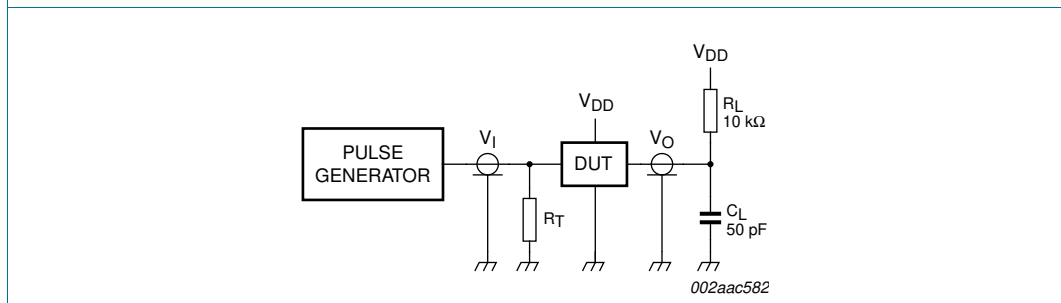 VDD
RL
10 kΩ
VDD
VI
VO
PULSE
GENERATOR
DUT
RT
CL
50 pF
002aac582